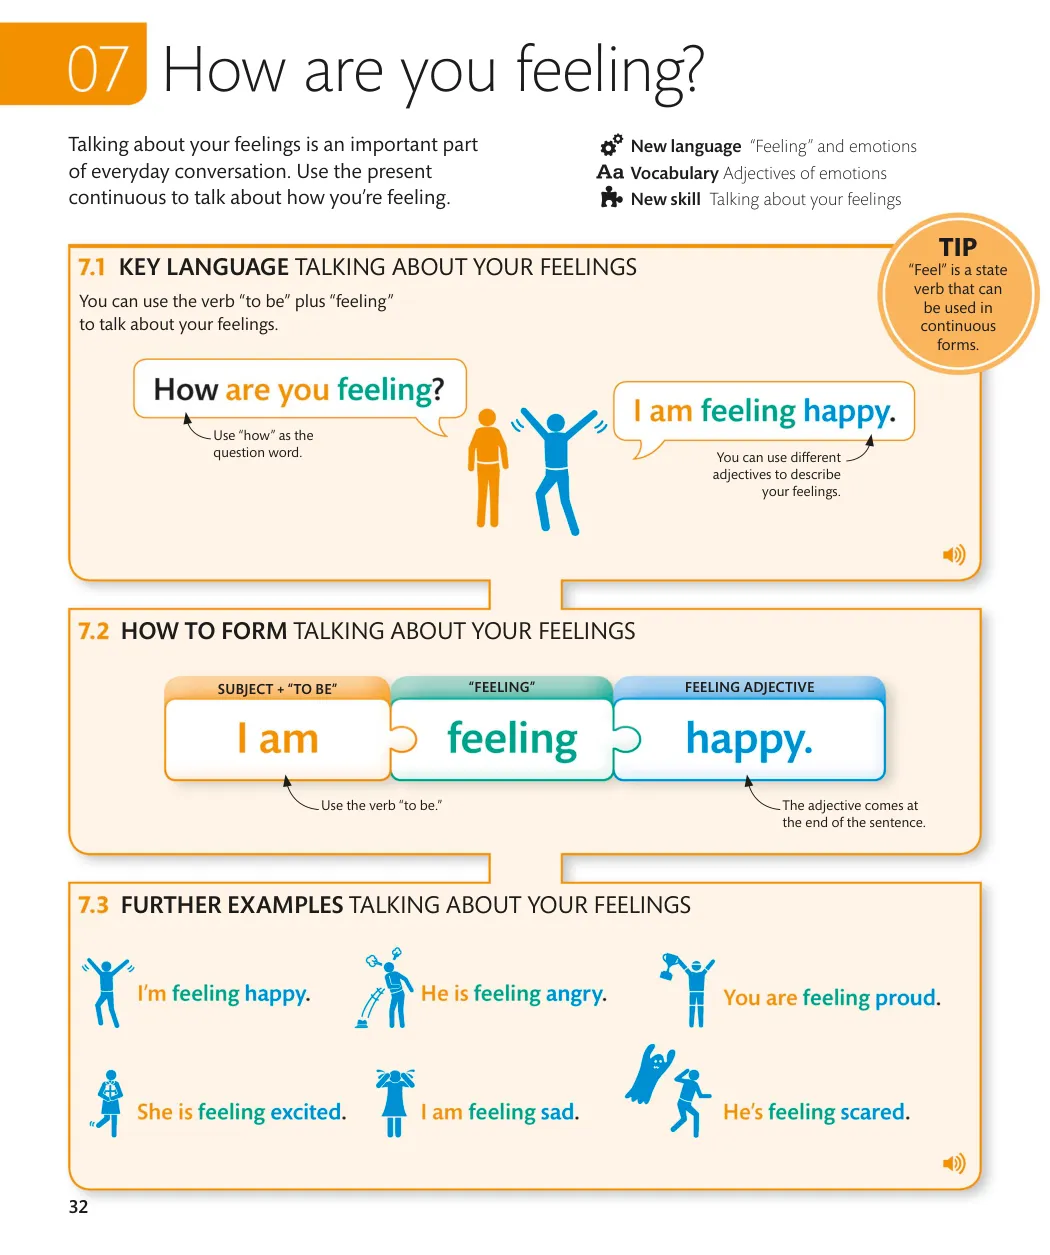 07 How are you feeling?
Talking about your feelings is an important part
of everyday conversation. Use the present
continuous to talk about how you’re feeling.
New language “Feeling” and emotions
Aa Vocabulary Adjectives of emotions
New skill Talking about your feelings
TIP
“Feel” is a state
verb that can
be used in
continuous
forms.
7.1 KEY LANGUAGE TALKING ABOUT YOUR FEELINGS
You can use the verb “to be” plus “feeling”
to talk about your feelings.
How are you feeling?
Use “how” as the
question word.
I am feeling happy.
You can use different
adjectives to describe
your feelings.
7.2 HOW TO FORM TALKING ABOUT YOUR FEELINGS
SUBJECT + “TO BE” “FEELING” FEELING ADJECTIVE
I am feeling happy.
Use the verb “to be.”
The adjective comes at
the end of the sentence.
7.3 FURTHER EXAMPLES TALKING ABOUT YOUR FEELINGS
I’m feeling happy. He is feeling angry. You are feeling proud.
She is feeling excited. I am feeling sad. He’s feeling scared.
32